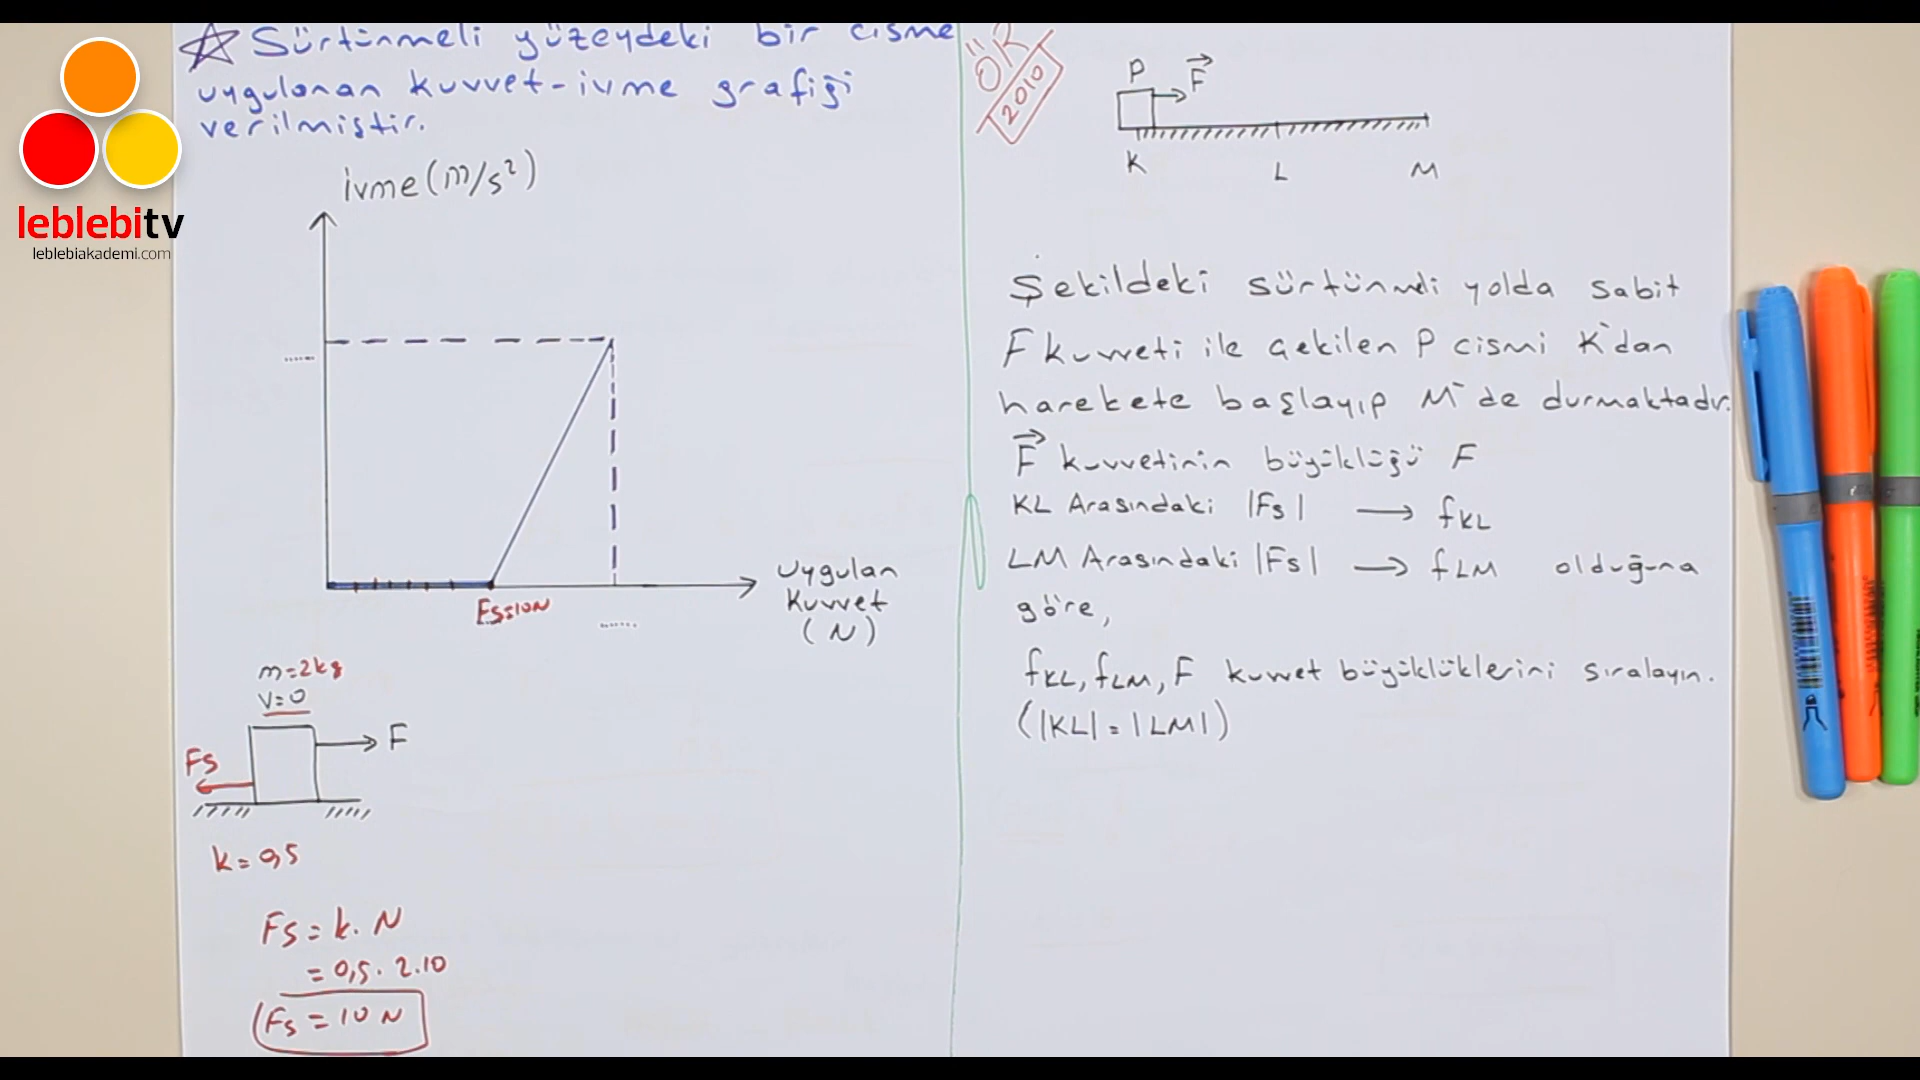 leblebitv
leblebiakademi.com
☆ Sürtünmeli yüzeydeki bir cisme
uygulanan kuvvet-ivme grafiği
verilmiştir.
ivme (m/s²)
......
Fs=10N
......
Uygulan
Kuvvet
(N)
m=2kg
V=0
F
Fs
k=0,5
Fs = k. N
= 0,5. 2.10
Fs = 10 N
ÖR
2010
P
F
K
L
M
Şekildeki sürtünmeli yolda sabit
F kuvveti ile çekilen P cismi K'dan
harekete başlayıp M'de durmaktadır.
F kuvvetinin büyüklüğü F
KL Arasındaki |Fs| → fKL
LM Arasındaki |Fs| → fLM olduğuna
göre,
fKL, fLM, F kuvvet büyüklüklerini sıralayın.
(|KL| = |LM|)